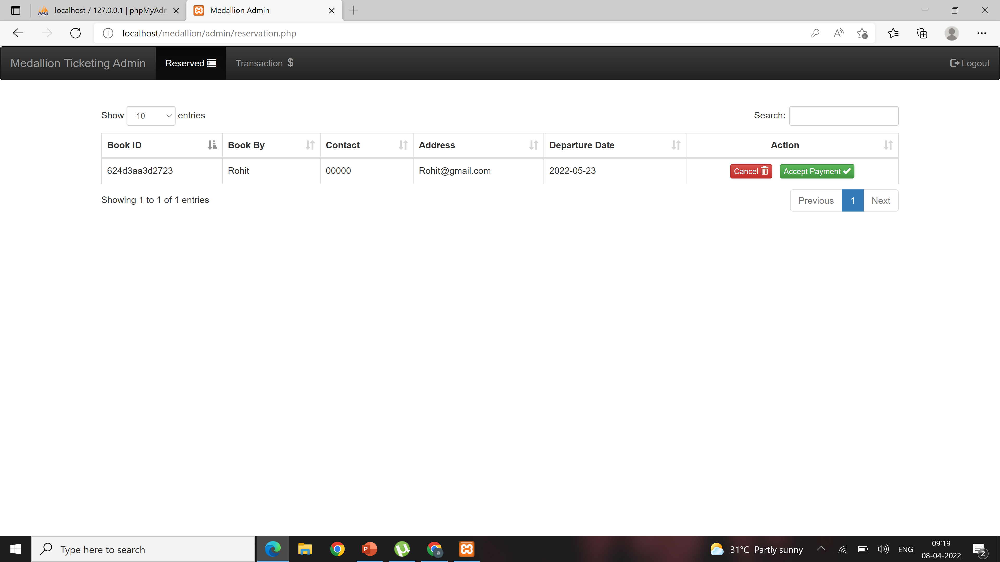 PMA localhost / 127.0.0.1 | phpMyAdn
Medallion Admin
localhost/medallion/admin/reservation.php
Medallion Ticketing Admin Reserved Transaction $ Logout
Show 10 entries Search:
Book ID Book By Contact Address Departure Date Action
624d3aa3d2723 Rohit 00000 Rohit@gmail.com 2022-05-23 Cancel Accept Payment
Showing 1 to 1 of 1 entries Previous 1 Next
Type here to search 31°C Partly sunny ENG 09:19
08-04-2022 2